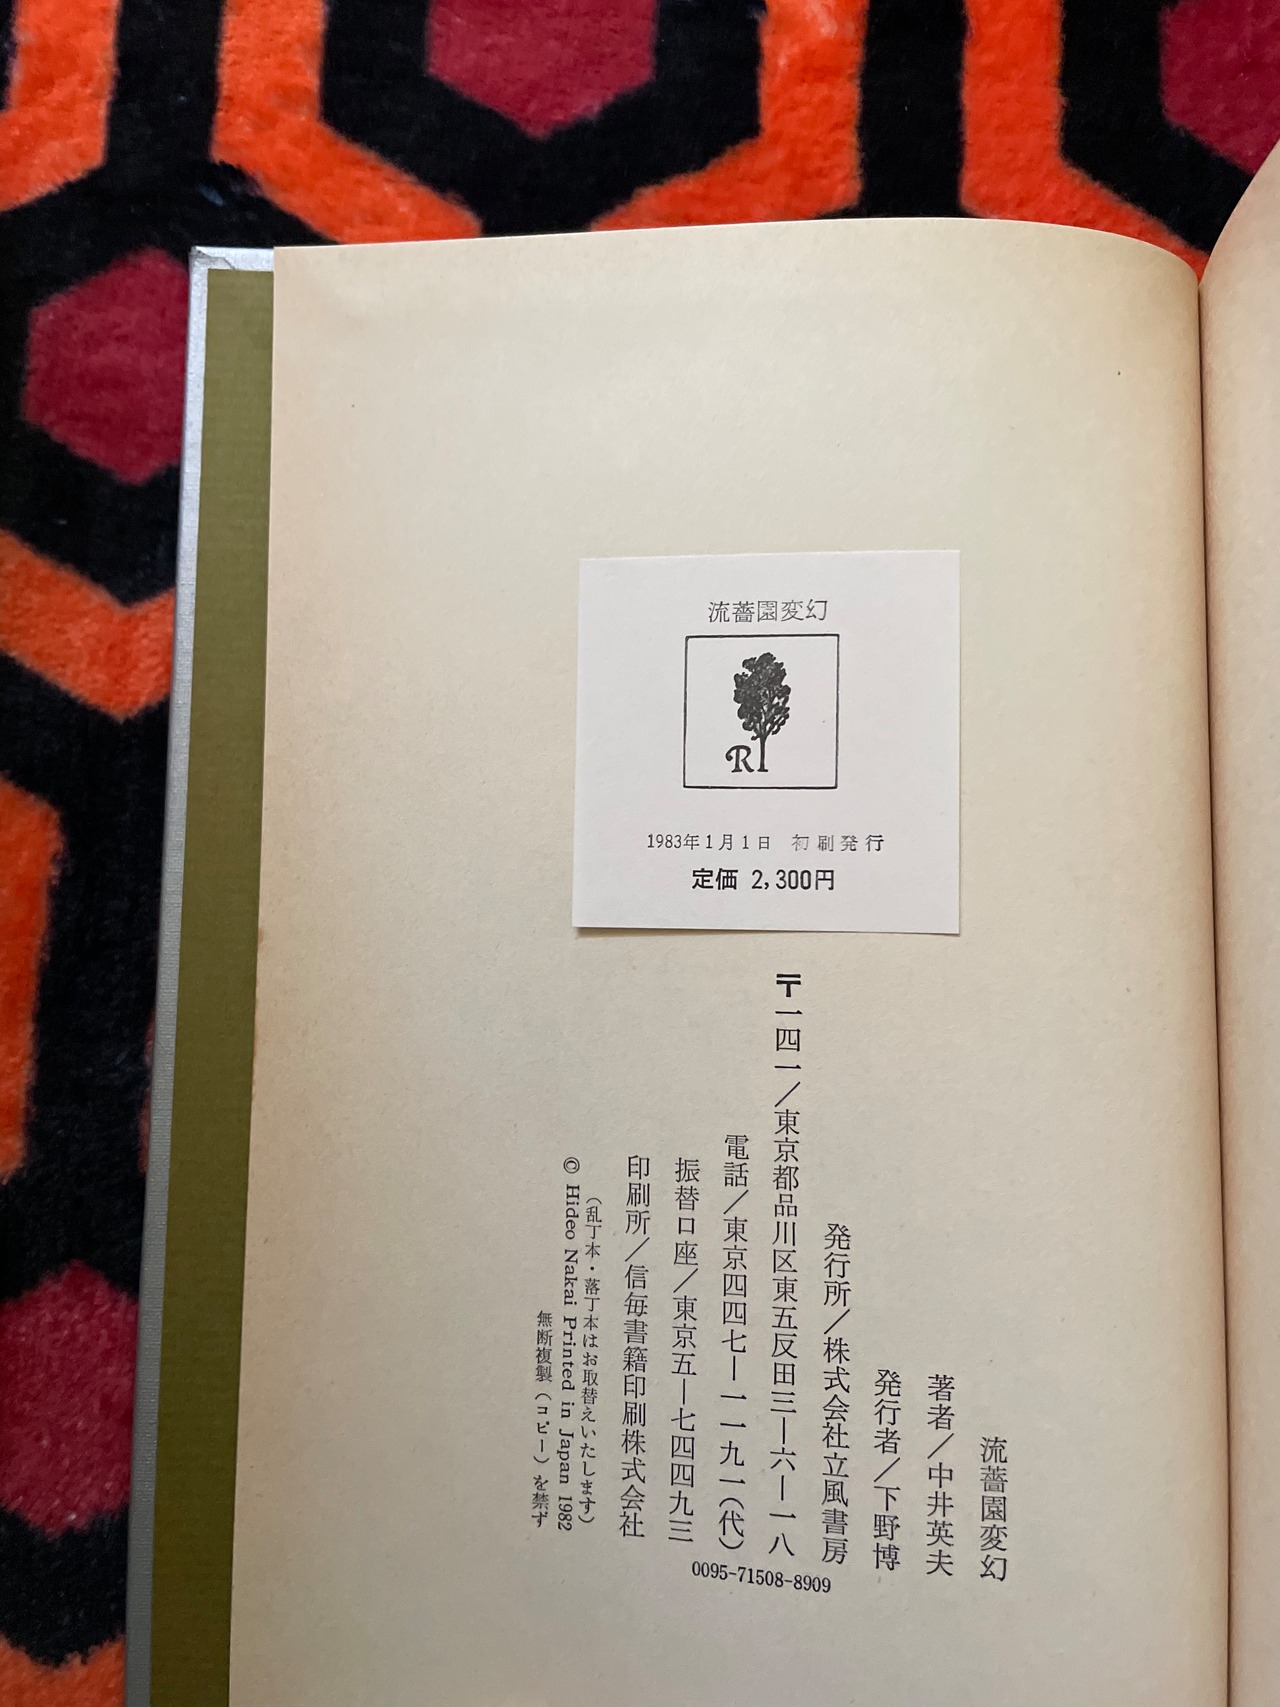 流薔園変幻
R
1983年1月1日 初刷発行
定価 2,300円
流薔園変幻
著者／中井英夫
発行者／下野博
発行所／株式会社立風書房
〒一四一／東京都品川区東五反田三ー六ー一八
電話／東京四四七ー一一九一(代)
振替口座／東京五ー七四四九三
印刷所／信毎書籍印刷株式会社
（乱丁本・落丁本はお取替えいたします）
© Hideo Nakai Printed in Japan 1982
無断複製（コピー）を禁ず
0095-71508-8909